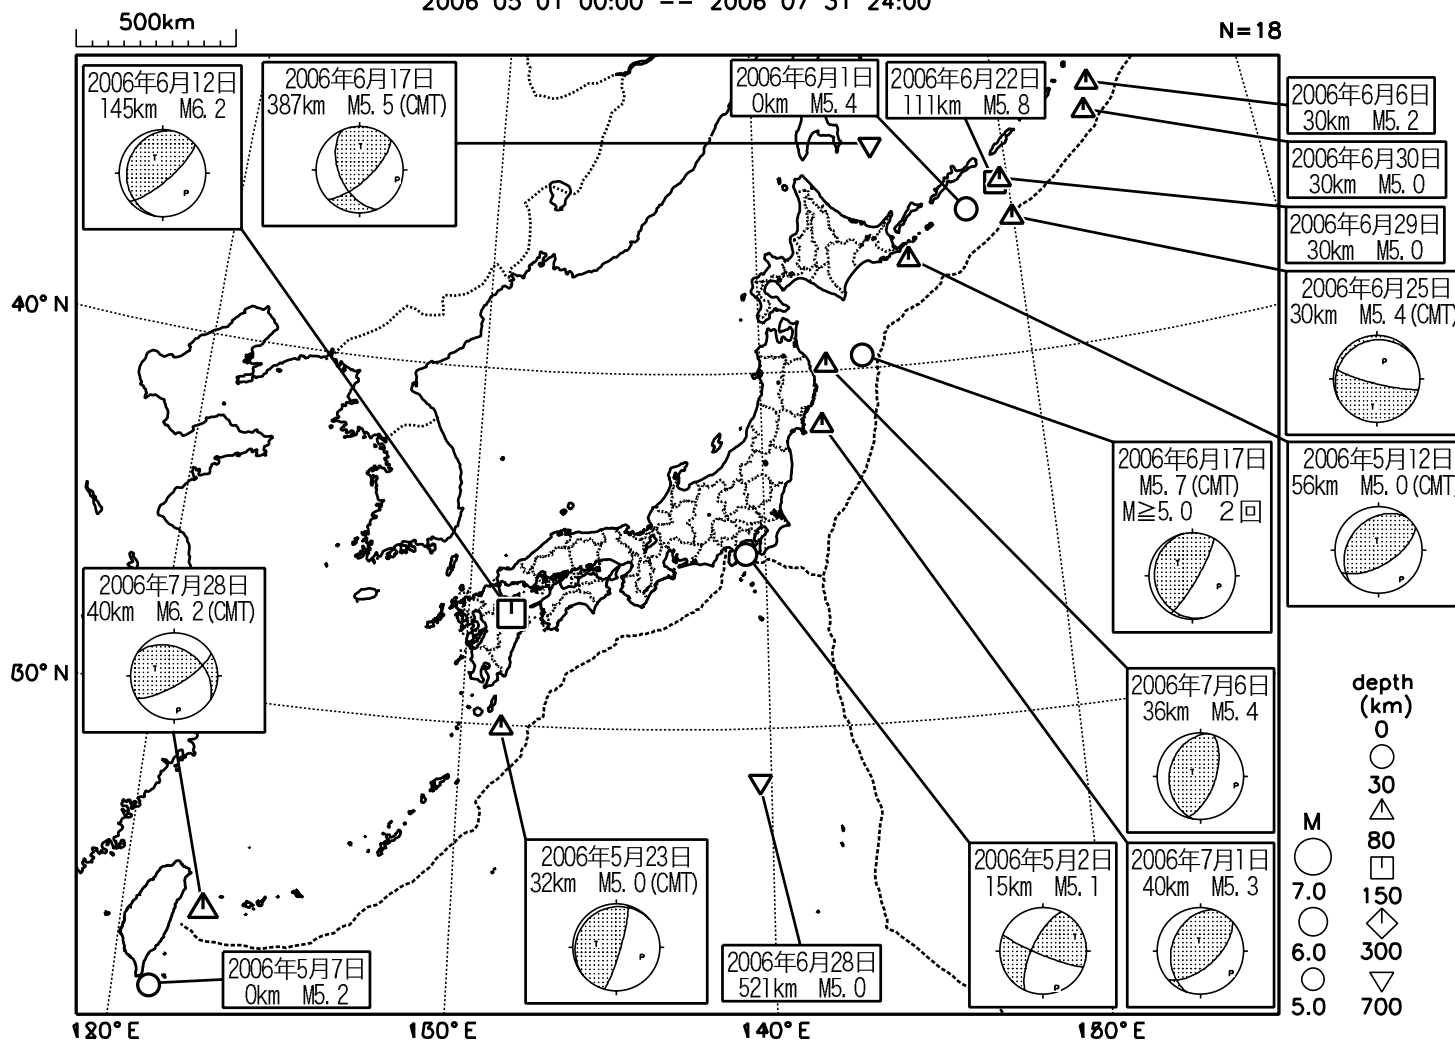 2006 05 01 00:00 -- 2006 07 31 24:00
500km
N=18
2006年6月12日
145km M6.2
2006年6月17日
387km M5.5(CMT)
2006年6月1日
0km M5.4
2006年6月22日
111km M5.8
2006年6月6日
30km M5.2
2006年6月30日
30km M5.0
2006年6月29日
30km M5.0
2006年6月25日
30km M5.4(CMT)
2006年6月17日
M5.7(CMT)
M≧5.0 2回
2006年5月12日
56km M5.0(CMT)
2006年7月28日
40km M6.2(CMT)
2006年7月6日
36km M5.4
2006年5月23日
32km M5.0(CMT)
2006年6月28日
521km M5.0
2006年5月2日
15km M5.1
2006年7月1日
40km M5.3
2006年5月7日
0km M5.2
40°N
30°N
120°E
130°E
140°E
150°E
M
7.0
6.0
5.0
depth
(km)
0
30
80
150
300
700